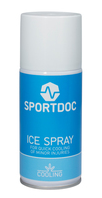 SPORTDOC
ICE SPRAY
FOR QUICK COOLING
OF MINOR INJURIES
COOLING